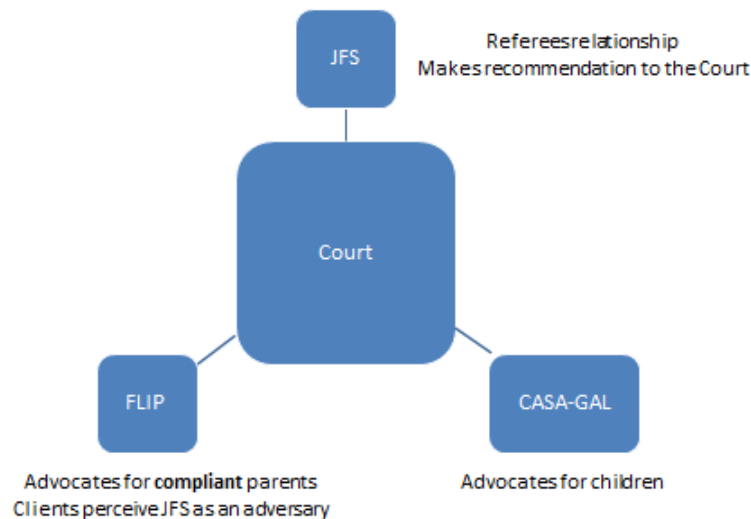 JFS
Refereesrelationship
Makes recommendation to the Court
Court
FLIP
CASA-GAL
Advocates for compliant parents
Clients perceive JFS as an adversary
Advocates for children